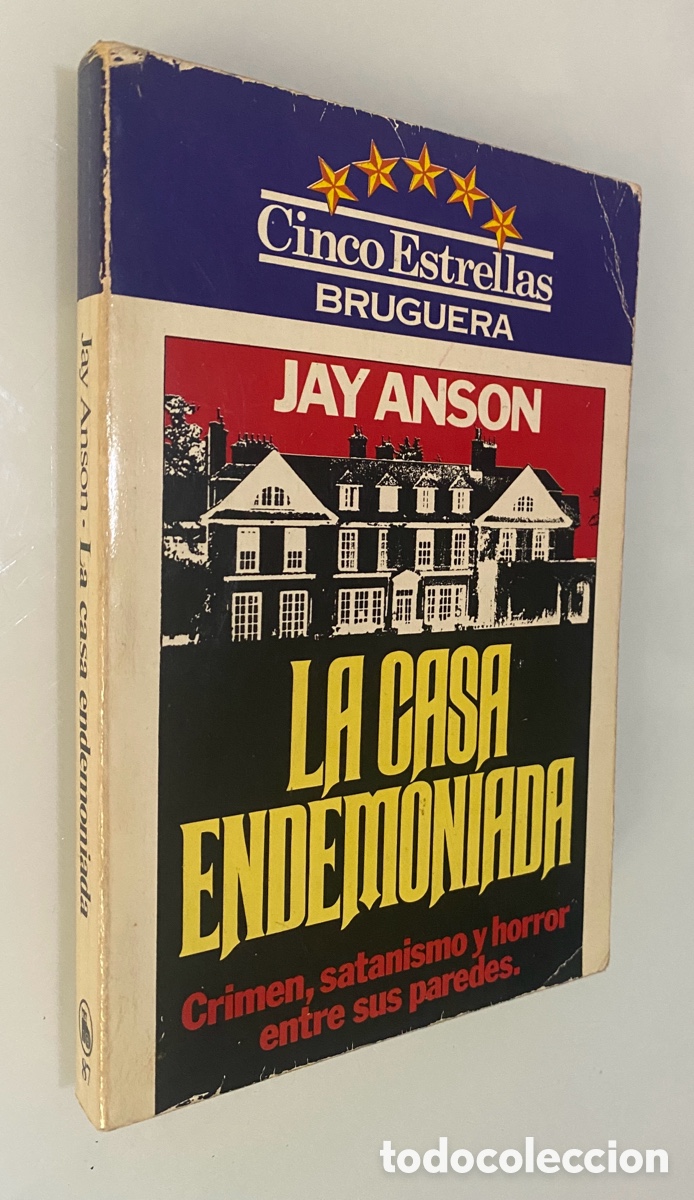 Cinco Estrellas
BRUGUERA
JAY ANSON
LA CASA
ENDEMONIADA
Crimen, satanismo y horror
entre sus paredes.
Jay Anson · La casa endemoniada
todocoleccion